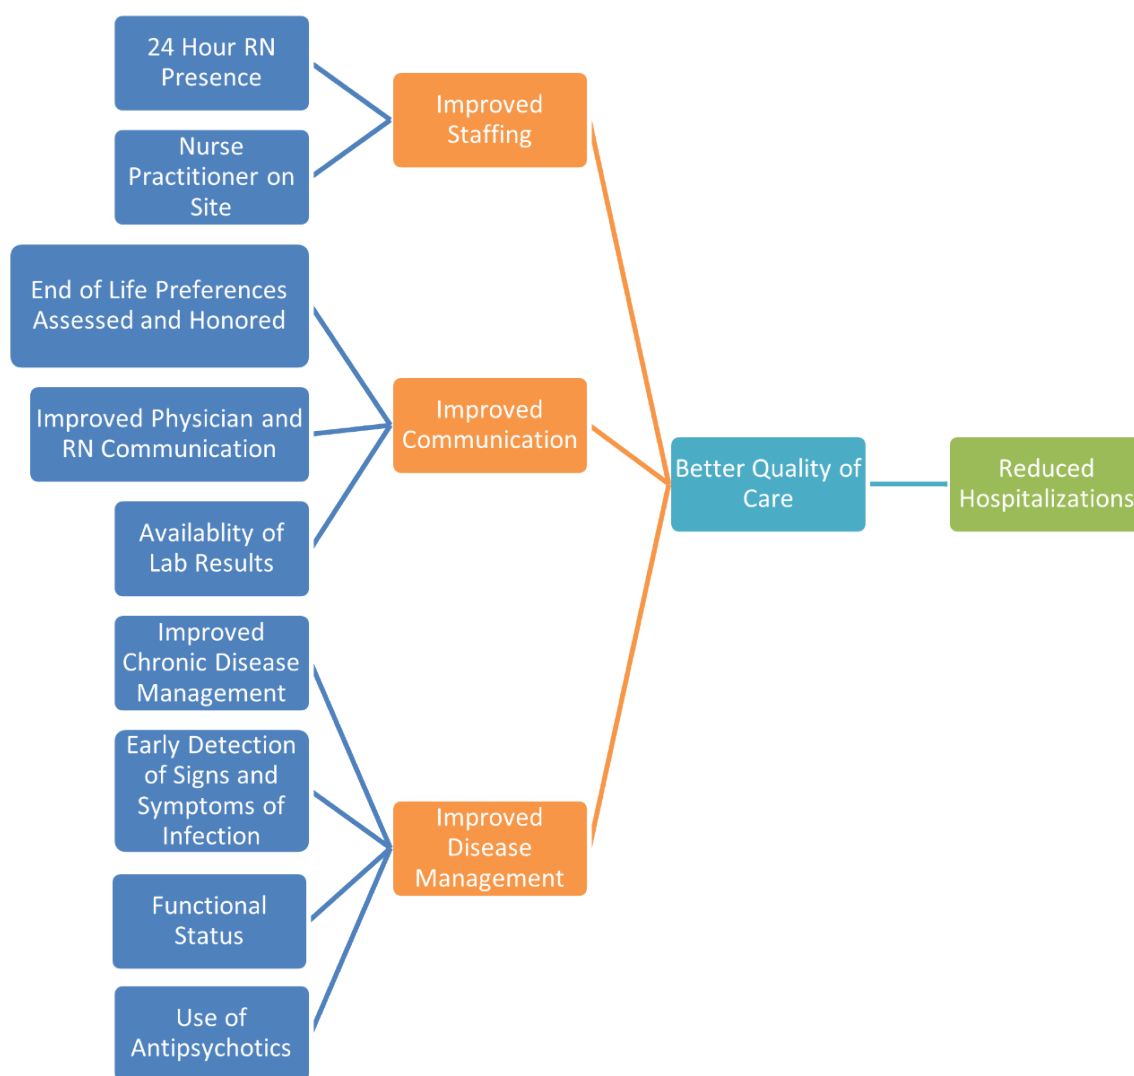 24 Hour RN
Presence
Nurse
Practitioner on
Site
End of Life Preferences
Assessed and Honored
Improved Physician and
RN Communication
Availablity of
Lab Results
Improved
Chronic Disease
Management
Early Detection
of Signs and
Symptoms of
Infection
Functional
Status
Use of
Antipsychotics
Improved
Staffing
Improved
Communication
Improved
Disease
Management
Better Quality of
Care
Reduced
Hospitalizations